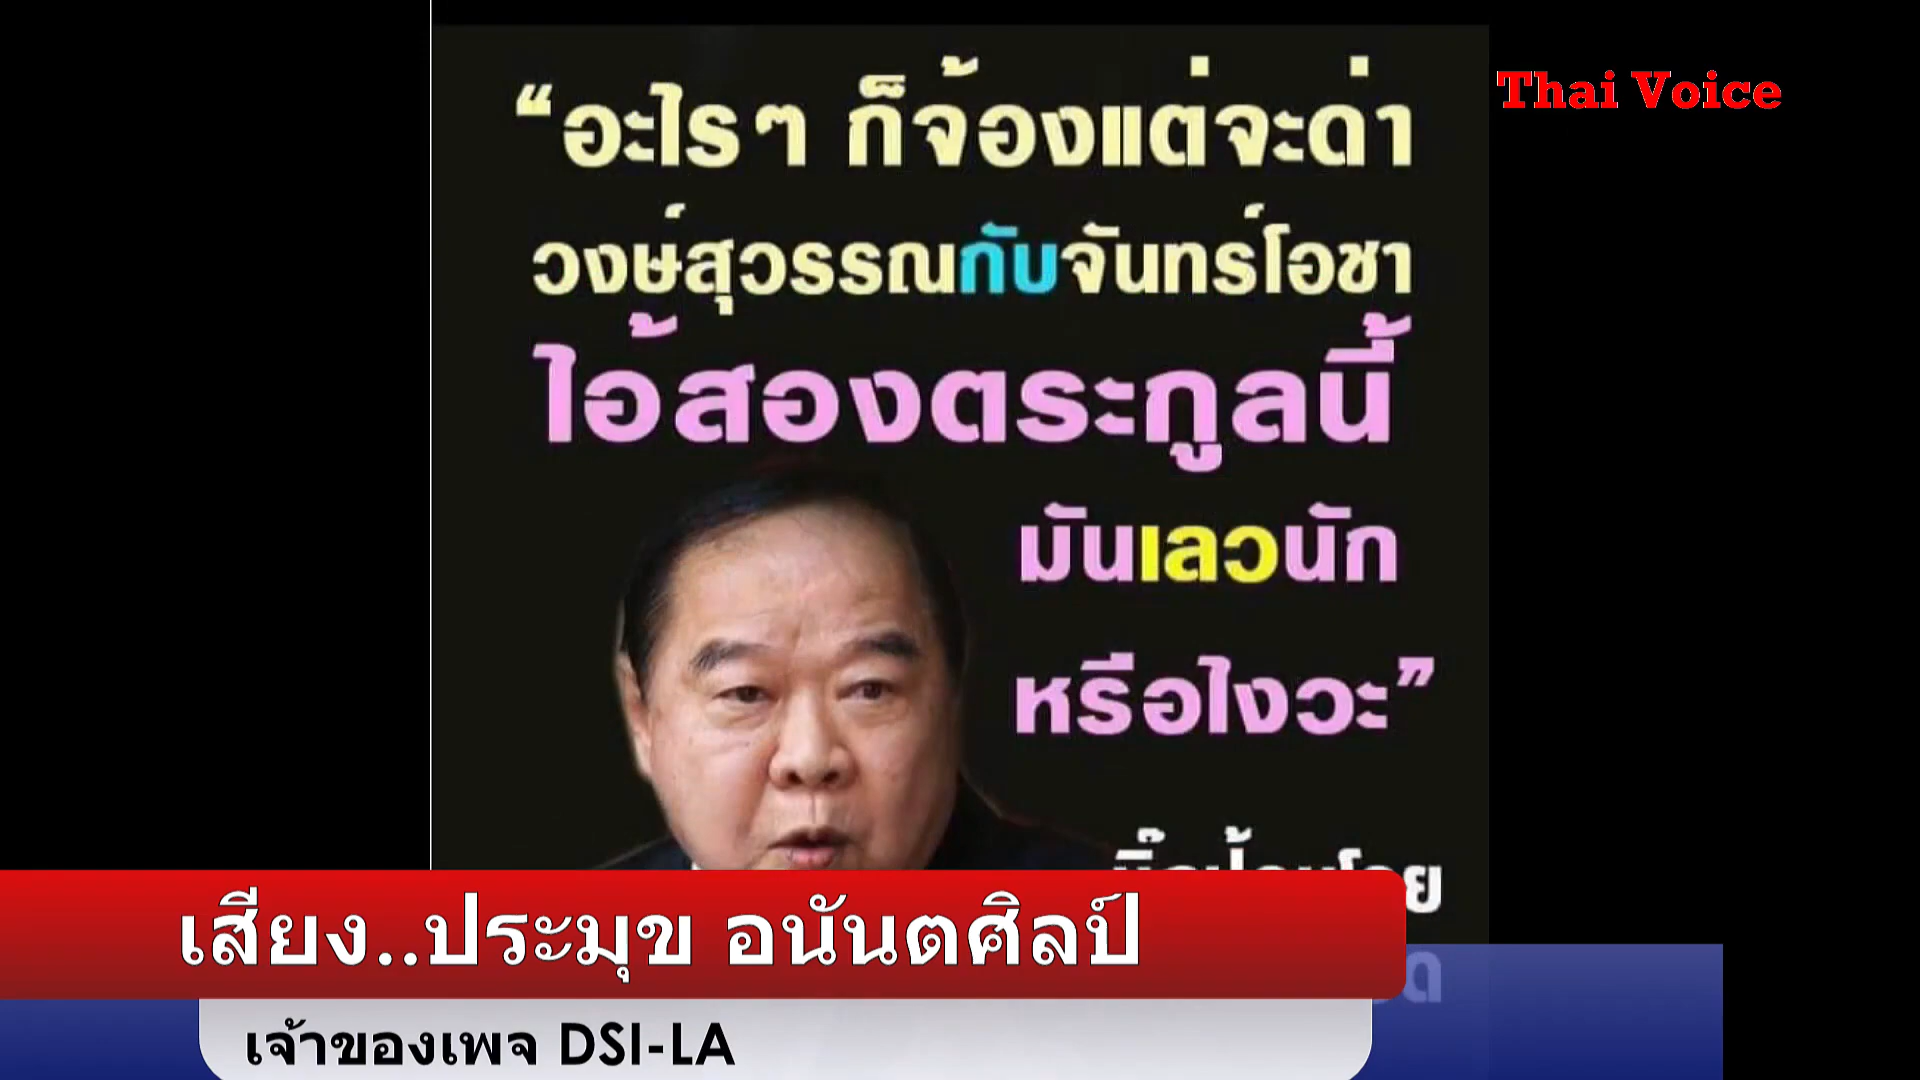 Thai Voice
“อะไรๆ ก็จ้องแต่จะด่า
วงษ์สุวรรณกับจันทร์โอชา
ไอ้สองตระกูลนี้
มันเลวนัก
หรือไงวะ”
เสียง..ประมุข อนันตศิลป์
เจ้าของเพจ DSI-LA